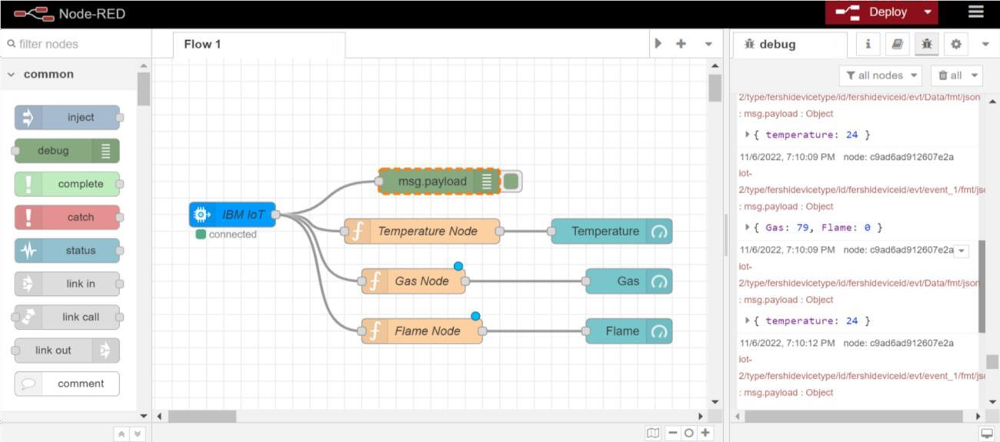 Node-RED
Deploy
filter nodes
common
inject
debug
complete
catch
status
link in
link call
link out
comment
Flow 1
msg.payload
IBM IoT
connected
Temperature Node
Temperature
Gas Node
Gas
Flame Node
Flame
debug
all nodes
all
2/type/fershidevicetype/id/fershideviceid/evt/Data/fmt/json
: msg.payload : Object
{ temperature: 24 }
11/6/2022, 7:10:09 PM node: c9ad6ad912607e2a
iot-
2/type/fershidevicetype/id/fershideviceid/evt/event_1/fmt/jso
: msg.payload : Object
{ Gas: 79, Flame: 0 }
11/6/2022, 7:10:09 PM node: c9ad6ad912607e2a
iot-
2/type/fershidevicetype/id/fershideviceid/evt/Data/fmt/json
: msg.payload : Object
{ temperature: 24 }
11/6/2022, 7:10:12 PM node: c9ad6ad912607e2a
iot-
2/type/fershidevicetype/id/fershideviceid/evt/event_1/fmt/jso
: msg.payload : Object